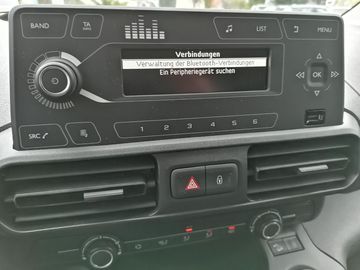 BAND
TA
LIST
MENU
Verbindungen
Verwaltung der Bluetooth-Verbindungen
Ein Peripheriegerät suchen
OK
SRC
1 2 3 4 5 6